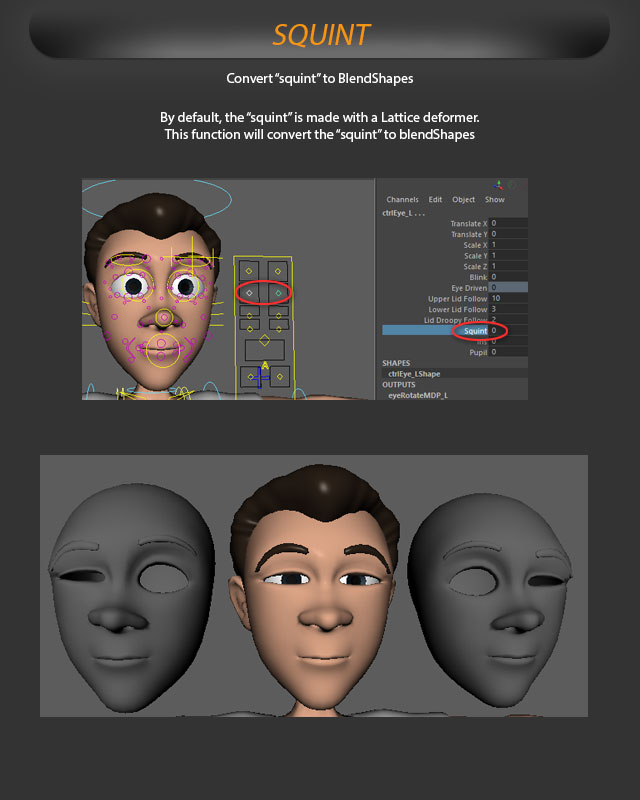 SQUINT
Convert “squint” to BlendShapes
By default, the “squint” is made with a Lattice deformer.
This function will convert the “squint” to blendShapes
Channels Edit Object Show
ctrlEye_L . . .
Translate X 0
Translate Y 0
Scale X 1
Scale Y 1
Scale Z 1
Blink 0
Eye Driven 0
Upper Lid Follow 10
Lower Lid Follow 3
Lid Droopy Follow 2
Squint 0
0
Pupil 0
SHAPES
ctrlEye_LShape
OUTPUTS
eyeRotateMDP_L
A